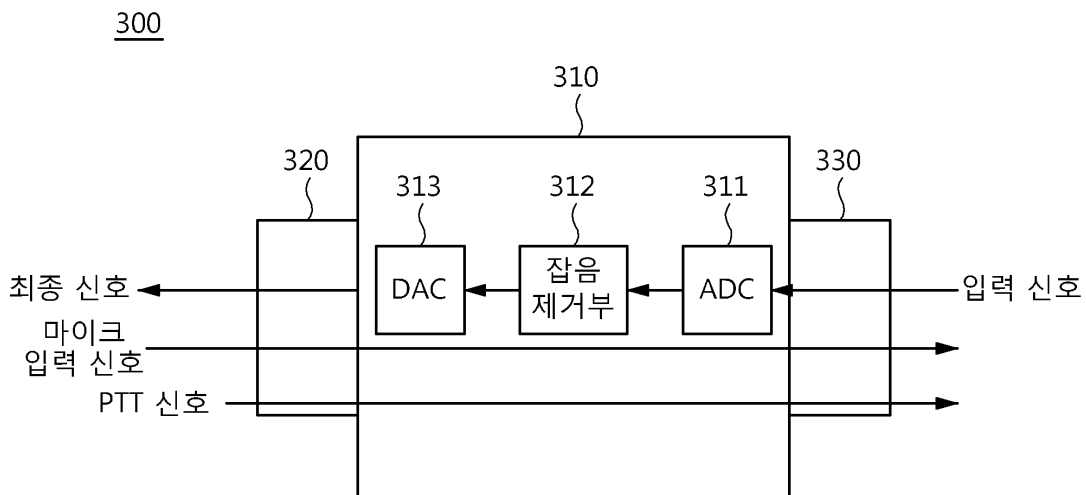 300
310
320
330
313
312
311
최종 신호
DAC
잡음
제거부
ADC
입력 신호
마이크
입력 신호
PTT 신호